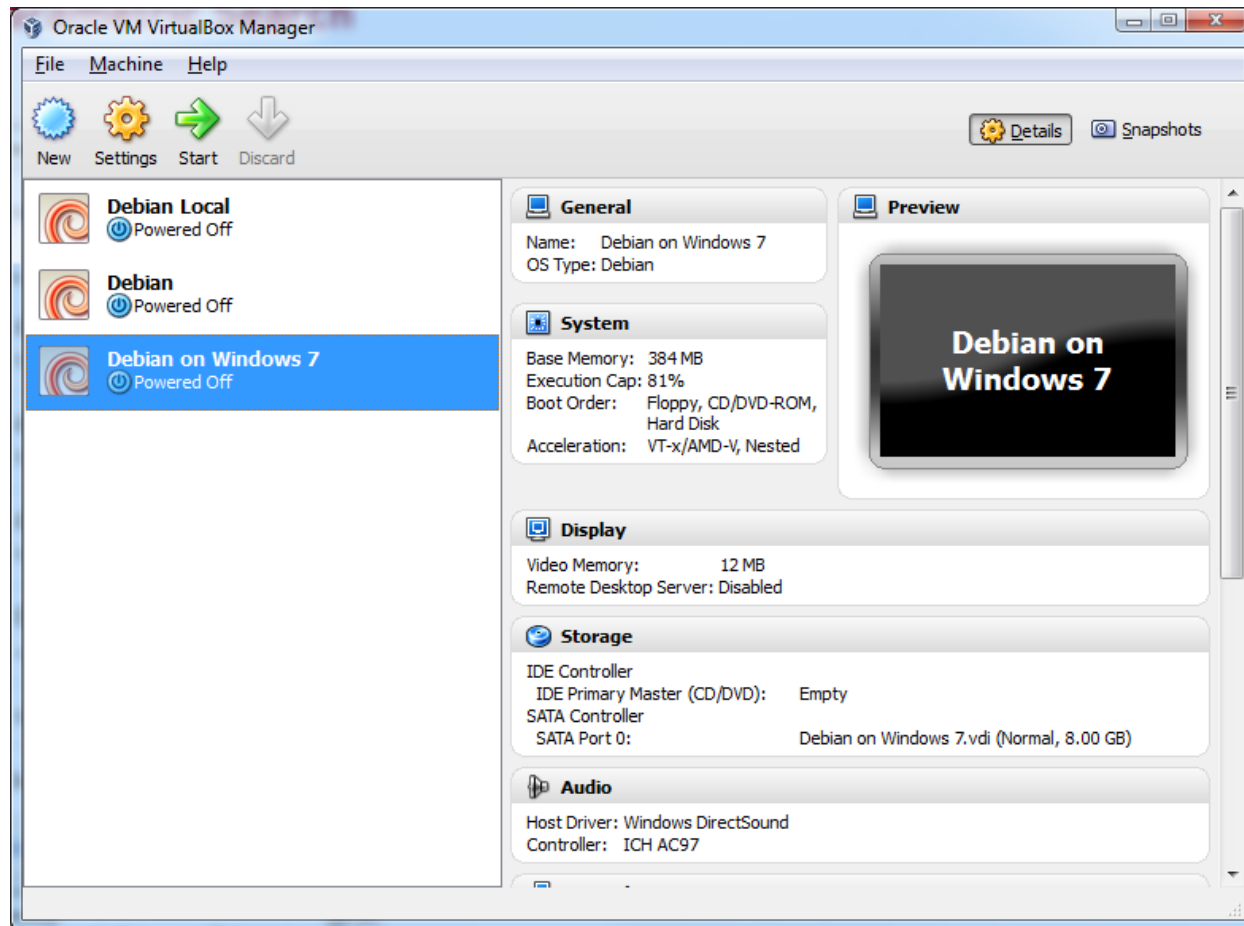 Oracle VM VirtualBox Manager
File Machine Help
New Settings Start Discard
Details Snapshots
Debian Local
Powered Off
Debian
Powered Off
Debian on Windows 7
Powered Off
General
Name: Debian on Windows 7
OS Type: Debian
System
Base Memory: 384 MB
Execution Cap: 81%
Boot Order: Floppy, CD/DVD-ROM,
Hard Disk
Acceleration: VT-x/AMD-V, Nested
Preview
Debian on
Windows 7
Display
Video Memory: 12 MB
Remote Desktop Server: Disabled
Storage
IDE Controller
IDE Primary Master (CD/DVD): Empty
SATA Controller
SATA Port 0: Debian on Windows 7.vdi (Normal, 8.00 GB)
Audio
Host Driver: Windows DirectSound
Controller: ICH AC97